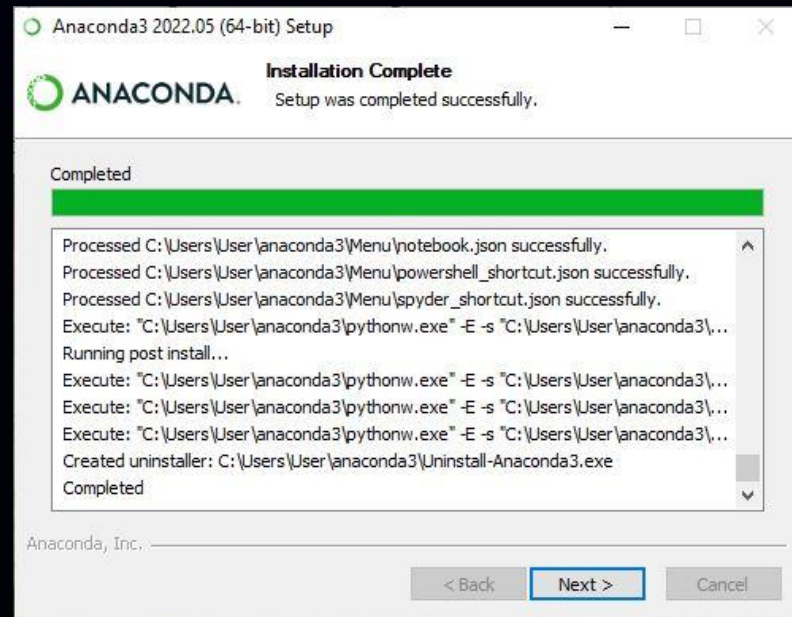 Anaconda3 2022.05 (64-bit) Setup
ANACONDA.
Installation Complete
Setup was completed successfully.
Completed
Processed C:\Users\User\anaconda3\Menu\notebook.json successfully.
Processed C:\Users\User\anaconda3\Menu\powershell_shortcut.json successfully.
Processed C:\Users\User\anaconda3\Menu\spyder_shortcut.json successfully.
Execute: "C:\Users\User\anaconda3\pythonw.exe" -E -s "C:\Users\User\anaconda3\...
Running post install...
Execute: "C:\Users\User\anaconda3\pythonw.exe" -E -s "C:\Users\User\anaconda3\...
Execute: "C:\Users\User\anaconda3\pythonw.exe" -E -s "C:\Users\User\anaconda3\...
Execute: "C:\Users\User\anaconda3\pythonw.exe" -E -s "C:\Users\User\anaconda3\...
Created uninstaller: C:\Users\User\anaconda3\Uninstall-Anaconda3.exe
Completed
Anaconda, Inc.
< Back Next > Cancel